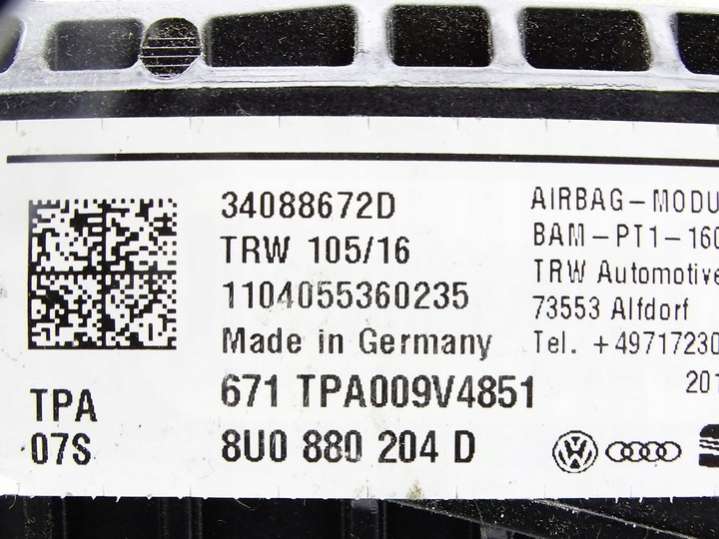 34088672D
TRW 105/16
1104055360235
Made in Germany
671 TPA009V4851
8U0 880 204 D
TPA
07S
AIRBAG-MODU
BAM-PT1-160
TRW Automotive
73553 Alfdorf
Tel. +49717230
201